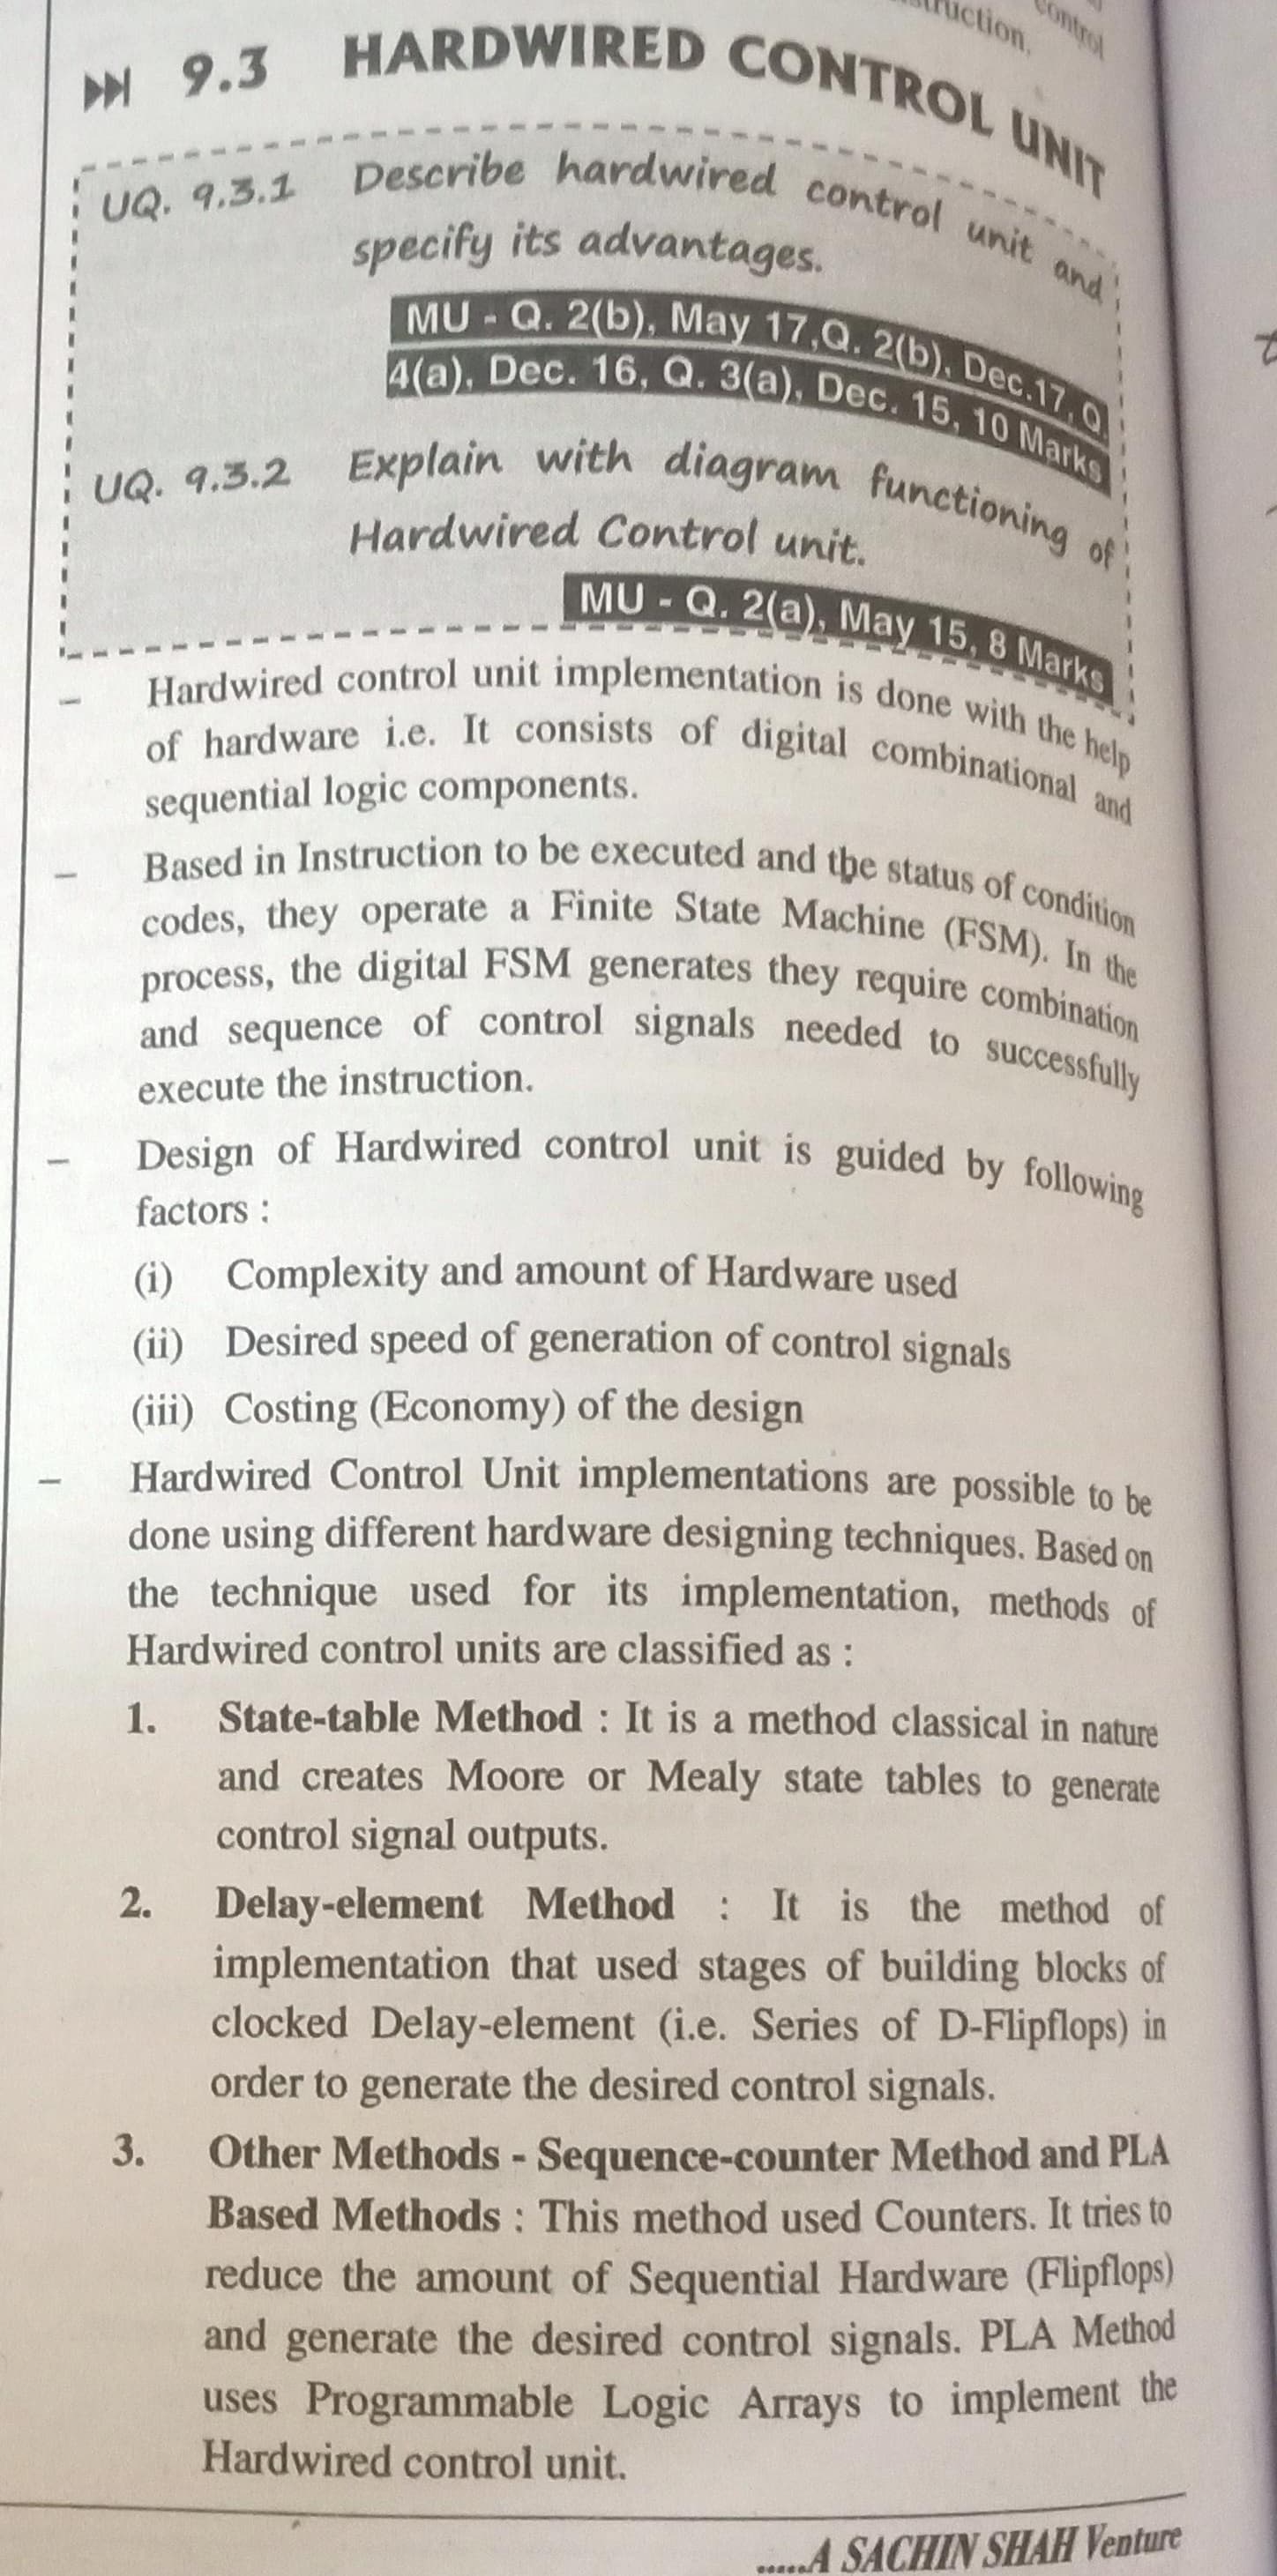 ruction,
control
9.3 HARDWIRED CONTROL UNIT
UQ. 9.3.1 Describe hardwired control unit and
specify its advantages.
MU - Q. 2(b), May 17,Q. 2(b), Dec.17, Q.
4(a), Dec. 16, Q. 3(a), Dec. 15, 10 Marks
UQ. 9.3.2 Explain with diagram functioning of
Hardwired Control unit.
MU - Q. 2(a), May 15, 8 Marks
– Hardwired control unit implementation is done with the help
of hardware i.e. It consists of digital combinational and
sequential logic components.
– Based in Instruction to be executed and the status of condition
codes, they operate a Finite State Machine (FSM). In the
process, the digital FSM generates they require combination
and sequence of control signals needed to successfully
execute the instruction.
– Design of Hardwired control unit is guided by following
factors :
(i) Complexity and amount of Hardware used
(ii) Desired speed of generation of control signals
(iii) Costing (Economy) of the design
– Hardwired Control Unit implementations are possible to be
done using different hardware designing techniques. Based on
the technique used for its implementation, methods of
Hardwired control units are classified as :
1. State-table Method : It is a method classical in nature
and creates Moore or Mealy state tables to generate
control signal outputs.
2. Delay-element Method : It is the method of
implementation that used stages of building blocks of
clocked Delay-element (i.e. Series of D-Flipflops) in
order to generate the desired control signals.
3. Other Methods - Sequence-counter Method and PLA
Based Methods : This method used Counters. It tries to
reduce the amount of Sequential Hardware (Flipflops)
and generate the desired control signals. PLA Method
uses Programmable Logic Arrays to implement the
Hardwired control unit.
.....A SACHIN SHAH Venture